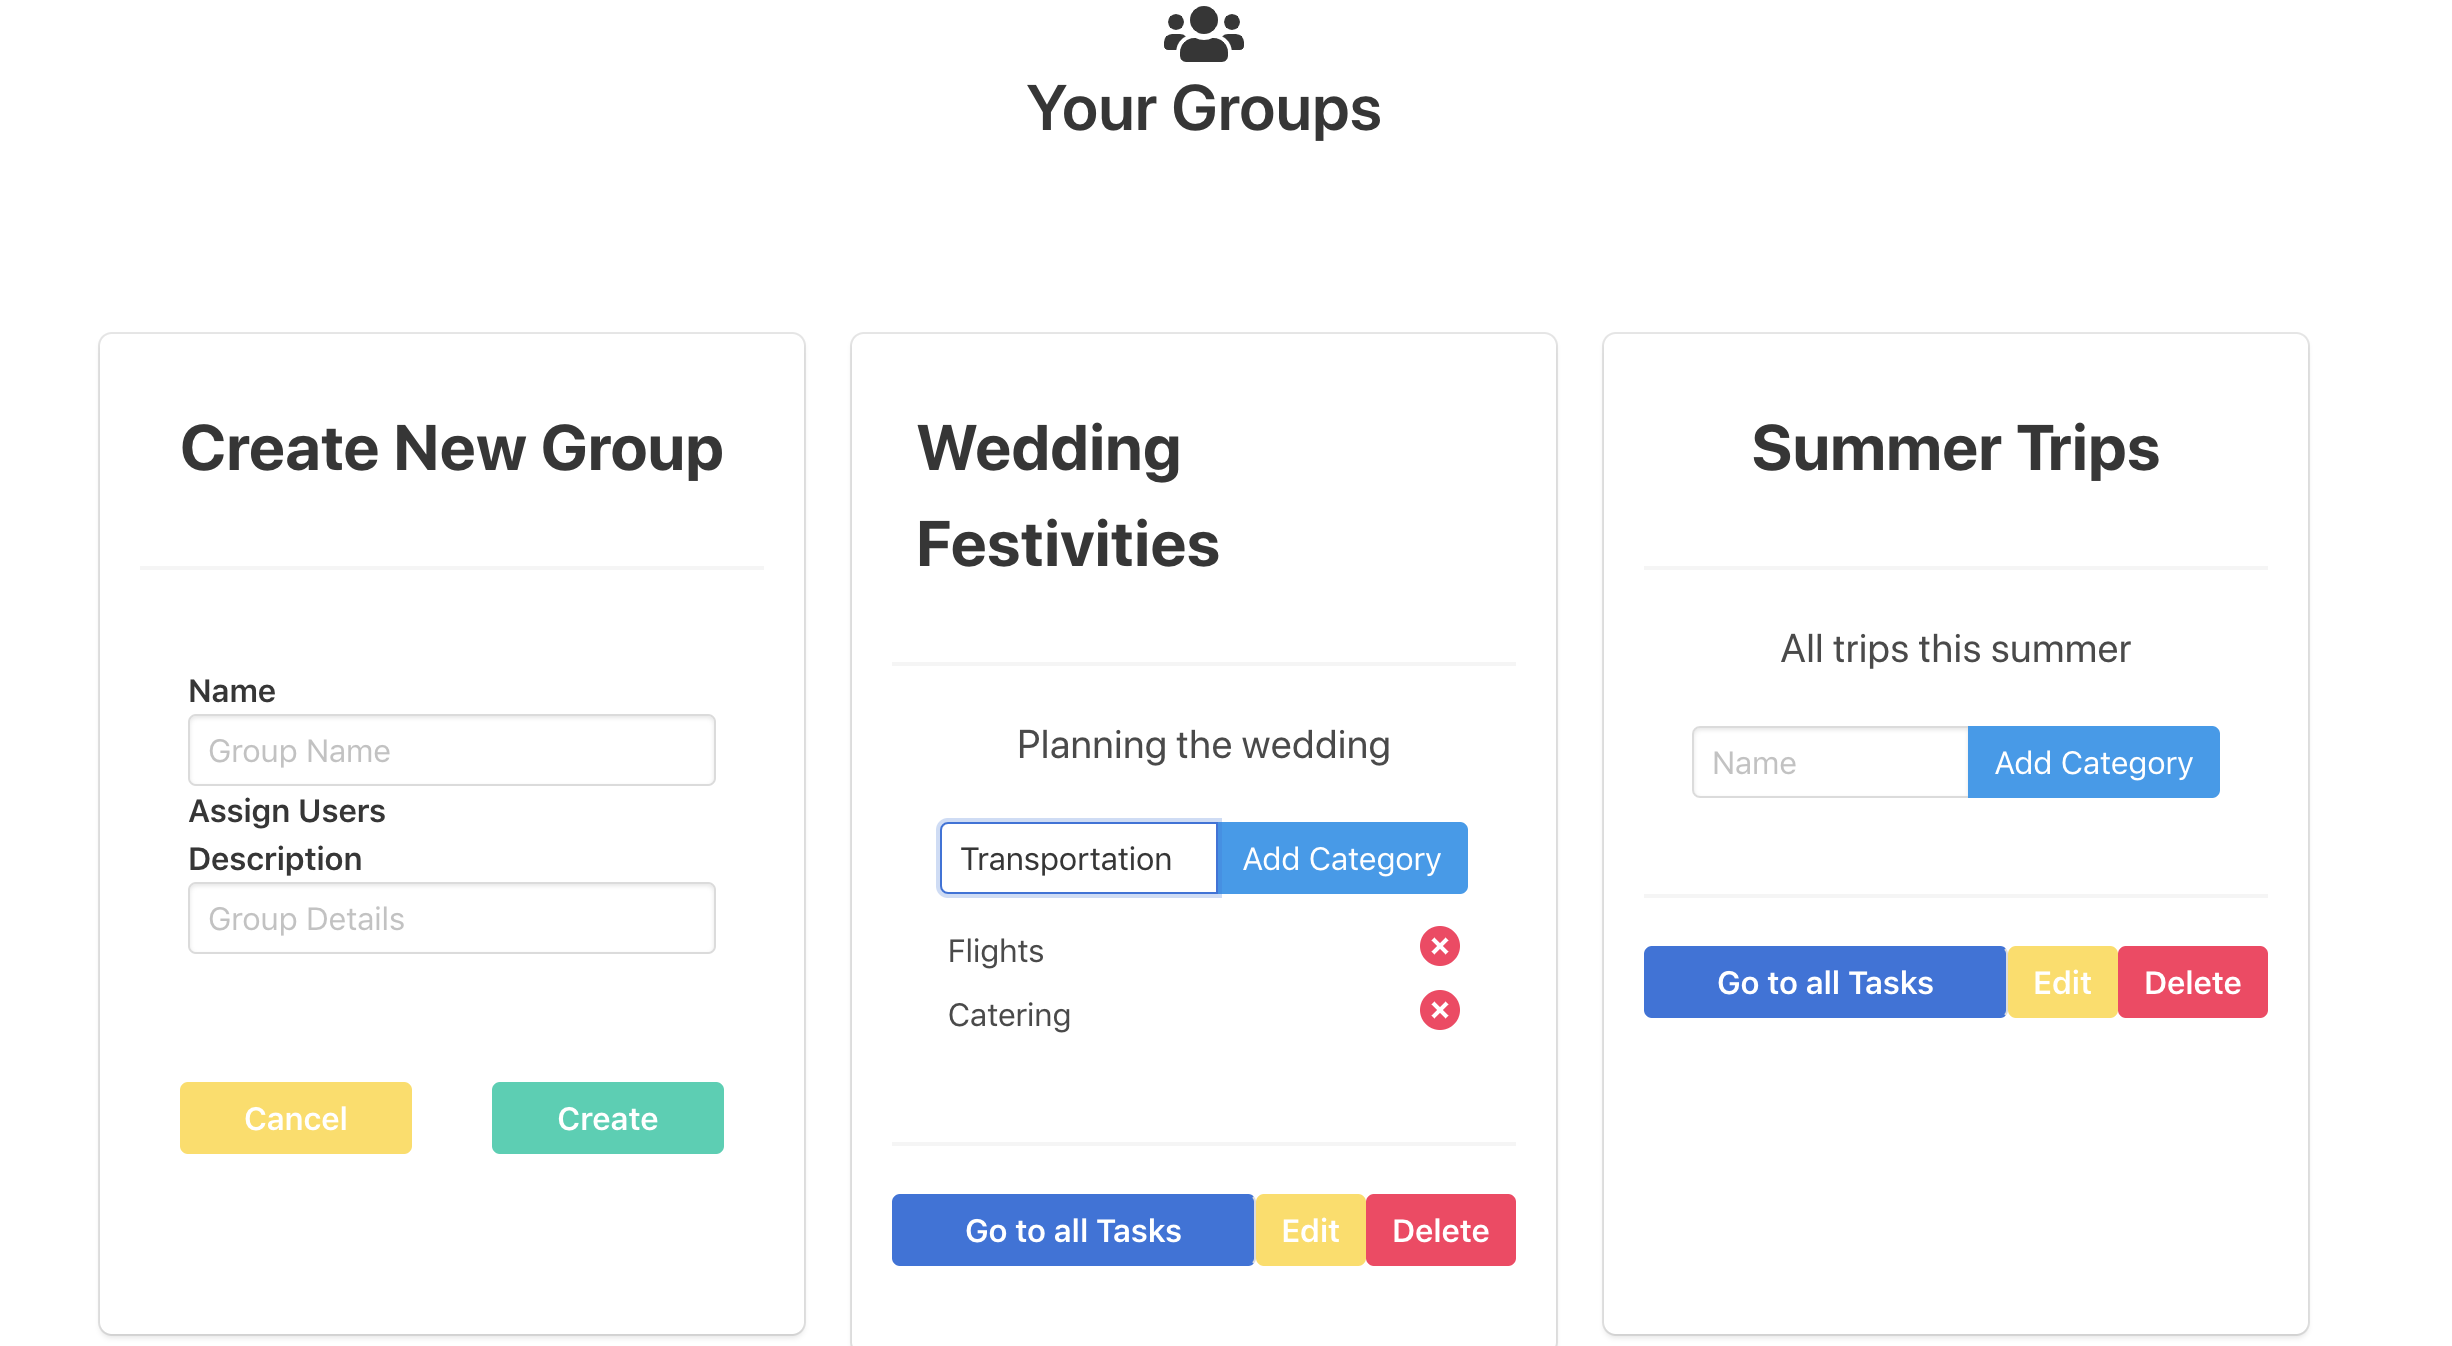 Your Groups
Create New Group
Name
Group Name
Assign Users
Description
Group Details
Cancel
Create
Wedding
Festivities
Planning the wedding
Transportation
Add Category
Flights
Catering
Go to all Tasks
Edit
Delete
Summer Trips
All trips this summer
Name
Add Category
Go to all Tasks
Edit
Delete